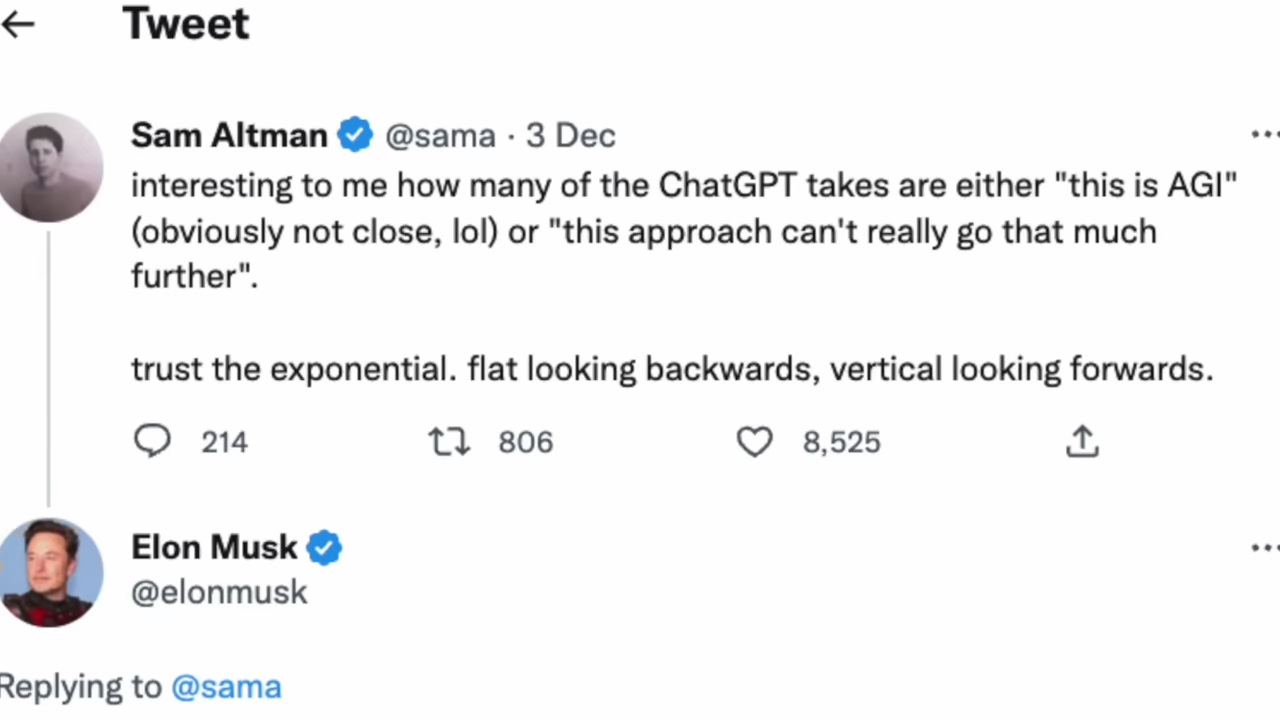 Tweet
Sam Altman @sama · 3 Dec
interesting to me how many of the ChatGPT takes are either "this is AGI"
(obviously not close, lol) or "this approach can't really go that much
further".
trust the exponential. flat looking backwards, vertical looking forwards.
214 806 8,525
Elon Musk
@elonmusk
Replying to @sama